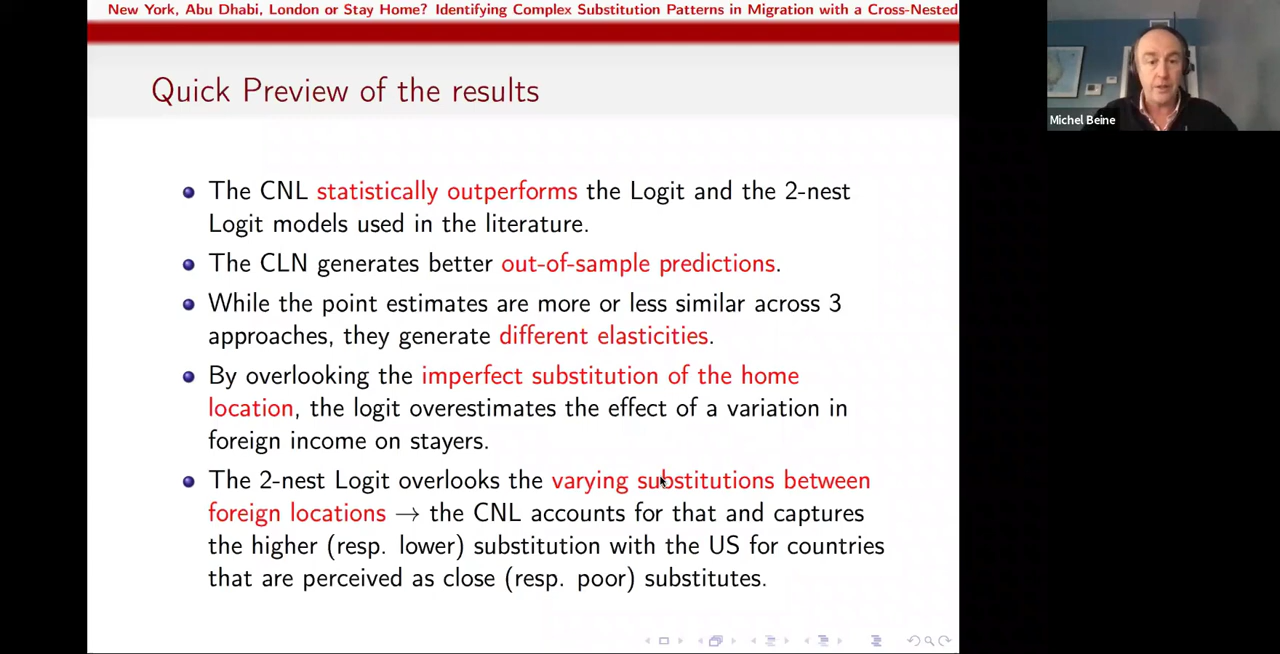 New York, Abu Dhabi, London or Stay Home? Identifying Complex Substitution Patterns in Migration with a Cross-Nested
Quick Preview of the results
The CNL statistically outperforms the Logit and the 2-nest
Logit models used in the literature.
The CLN generates better out-of-sample predictions.
While the point estimates are more or less similar across 3
approaches, they generate different elasticities.
By overlooking the imperfect substitution of the home
location, the logit overestimates the effect of a variation in
foreign income on stayers.
The 2-nest Logit overlooks the varying substitutions between
foreign locations → the CNL accounts for that and captures
the higher (resp. lower) substitution with the US for countries
that are perceived as close (resp. poor) substitutes.
Michel Beine